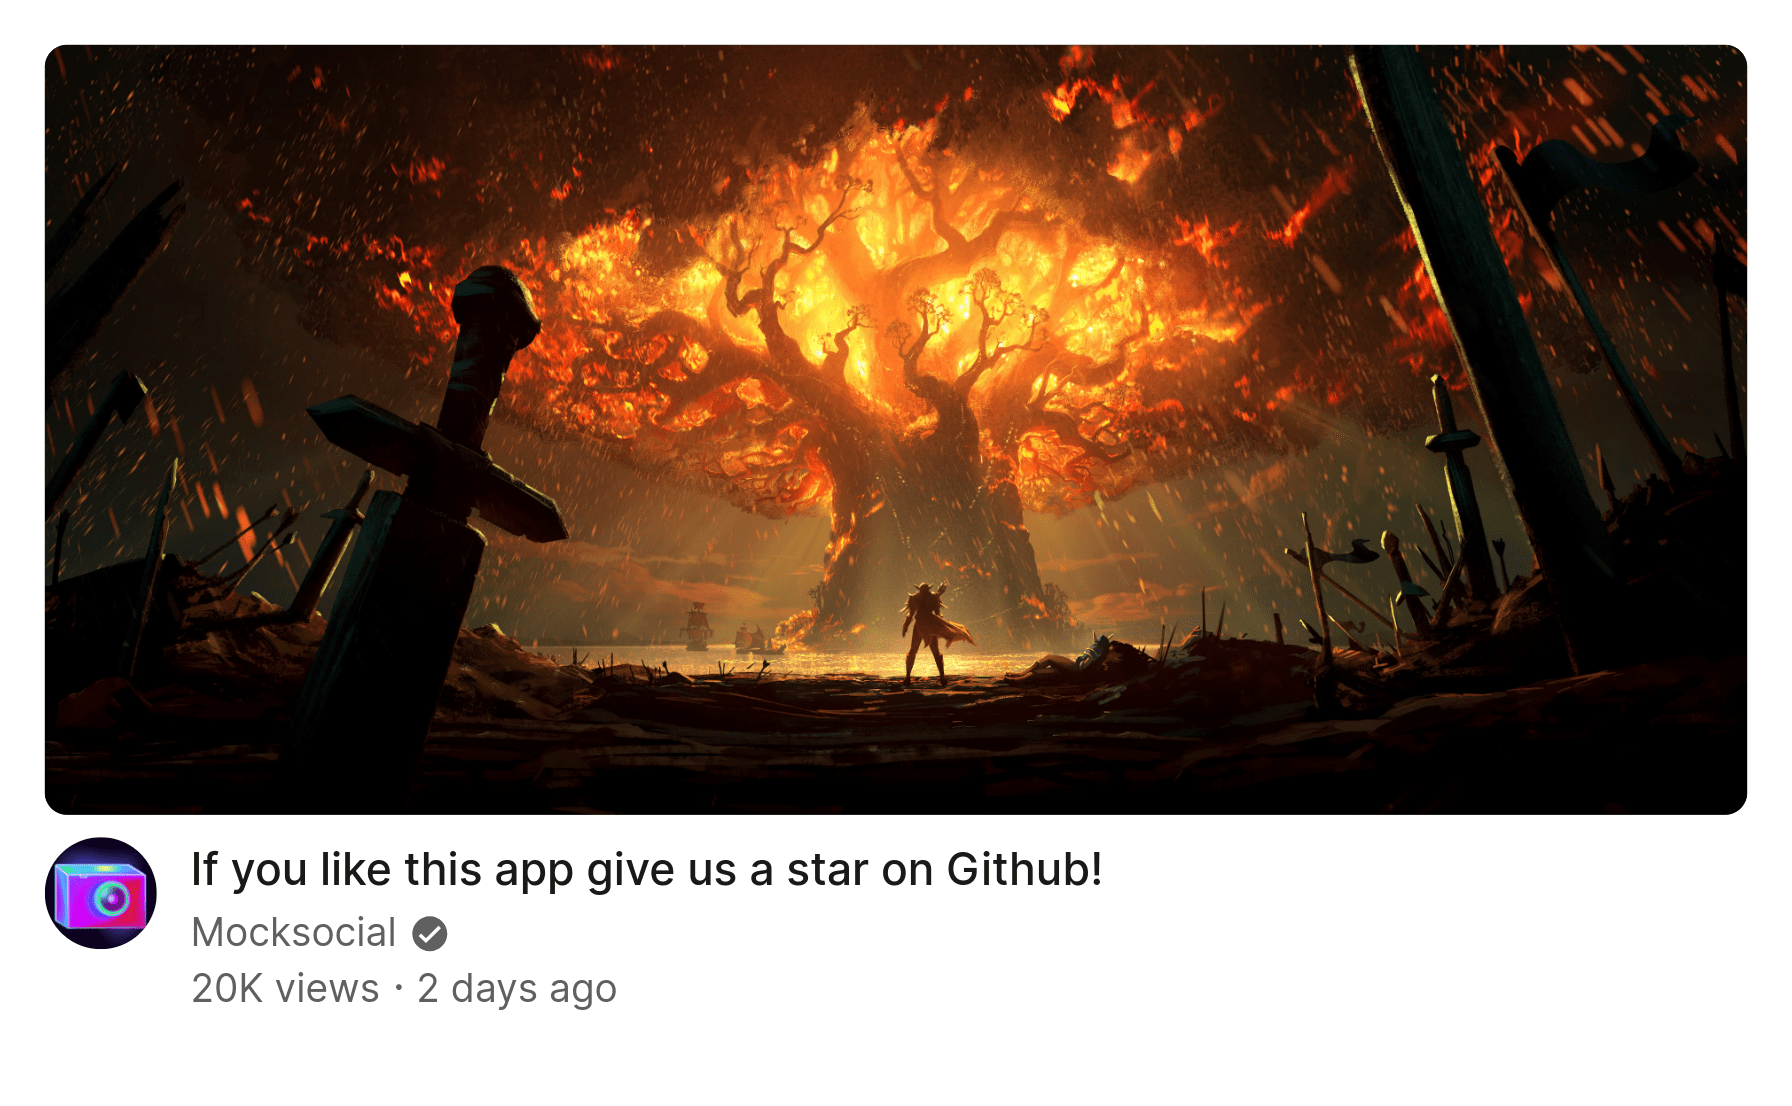 If you like this app give us a star on Github!
Mocksocial
20K views · 2 days ago